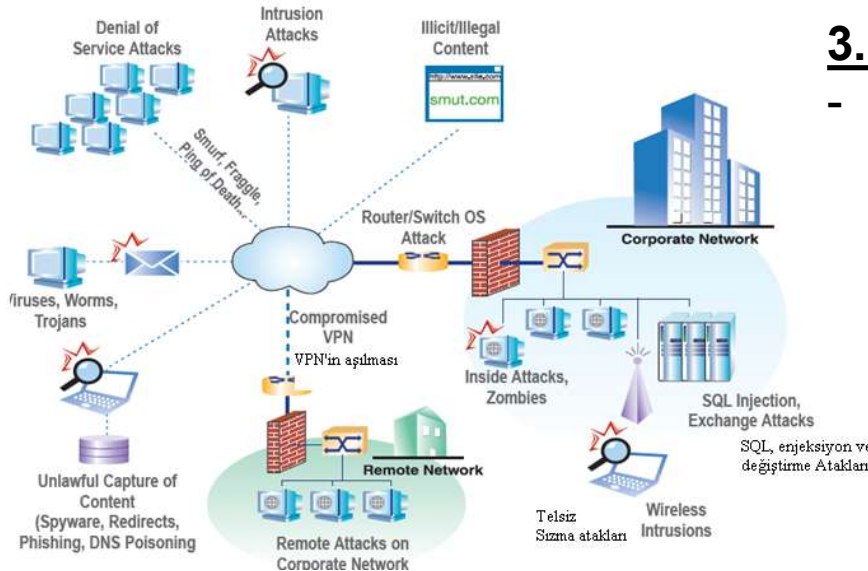 Denial of
Service Attacks
Intrusion
Attacks
Illicit/Illegal
Content
3.
-
smut.com
Smurf, Fraggle,
Ping of Death...
Router/Switch OS
Attack
Corporate Network
Viruses, Worms,
Trojans
Compromised
VPN
VPN'in aşılması
Inside Attacks,
Zombies
SQL Injection,
Exchange Attacks
SQL, enjeksiyon ve
değiştirme Atakları
Remote Network
Unlawful Capture of
Content
(Spyware, Redirects,
Phishing, DNS Poisoning
Telsiz
Sızma atakları
Wireless
Intrusions
Remote Attacks on
Corporate Network